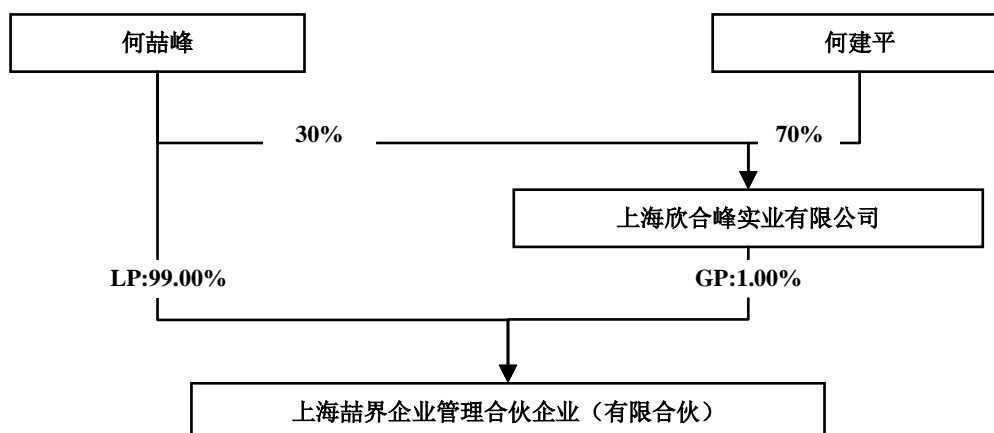 何喆峰
何建平
30%
70%
上海欣合峰实业有限公司
LP:99.00%
GP:1.00%
上海喆界企业管理合伙企业（有限合伙）